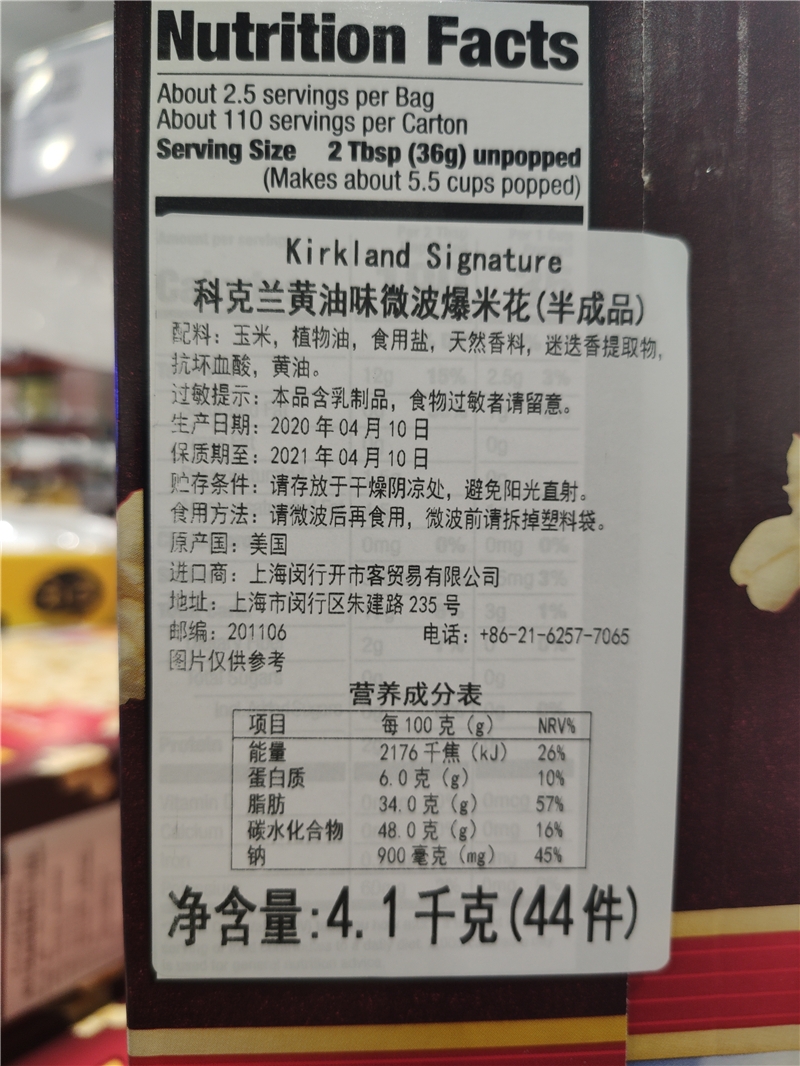 Nutrition Facts
About 2.5 servings per Bag
About 110 servings per Carton
Serving Size 2 Tbsp (36g) unpopped
(Makes about 5.5 cups popped)
Kirkland Signature
科克兰黄油味微波爆米花(半成品)
配料：玉米，植物油，食用盐，天然香料，迷迭香提取物，
抗坏血酸，黄油。
过敏提示：本品含乳制品，食物过敏者请留意。
生产日期：2020 年 04 月 10 日
保质期至：2021 年 04 月 10 日
贮存条件：请存放于干燥阴凉处，避免阳光直射。
食用方法：请微波后再食用，微波前请拆掉塑料袋。
原产国：美国
进口商：上海闵行开市客贸易有限公司
地址：上海市闵行区朱建路 235 号
邮编：201106 电话：+86-21-6257-7065
图片仅供参考
营养成分表
项目 每 100 克（g） NRV%
能量 2176 千焦（kJ） 26%
蛋白质 6.0 克（g） 10%
脂肪 34.0 克（g） 57%
碳水化合物 48.0 克（g） 16%
钠 900 毫克（mg） 45%
净含量:4.1千克(44件)